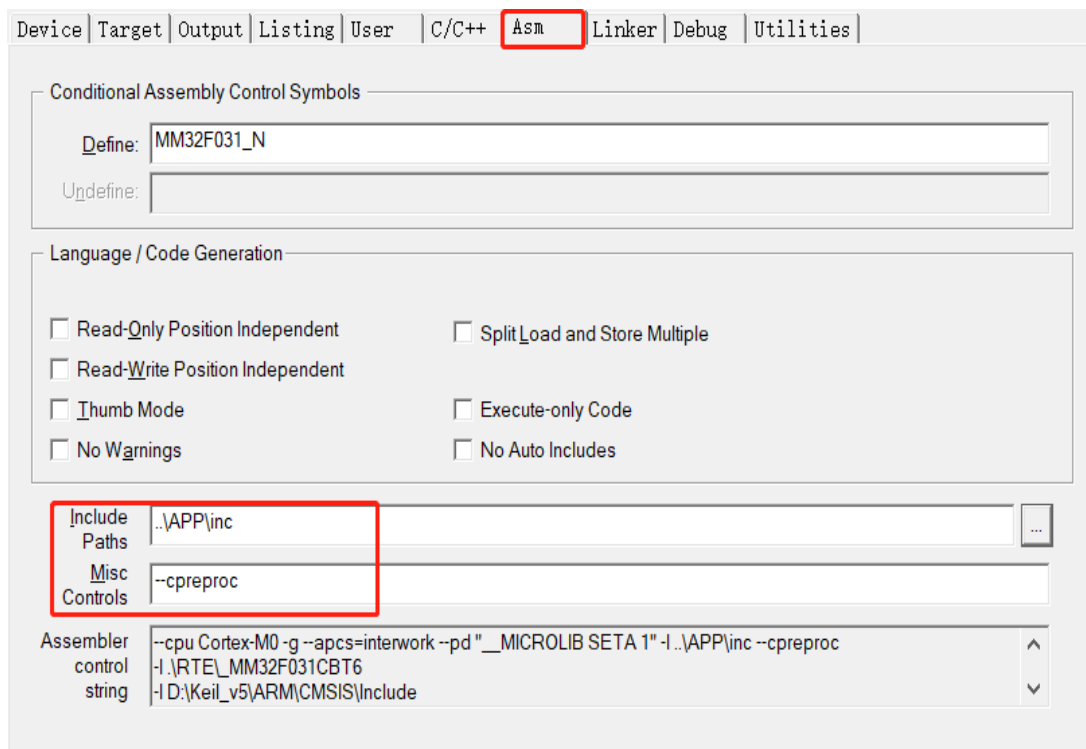 Device Target Output Listing User C/C++ Asm Linker Debug Utilities
Conditional Assembly Control Symbols
Define: MM32F031_N
Undefine:
Language / Code Generation
Read-Only Position Independent Split Load and Store Multiple
Read-Write Position Independent
Thumb Mode Execute-only Code
No Warnings No Auto Includes
Include Paths ..\APP\inc ...
Misc Controls --cpreproc
Assembler control string --cpu Cortex-M0 -g --apcs=interwork --pd "__MICROLIB SETA 1" -I ..\APP\inc --cpreproc
-I .\RTE\_MM32F031CBT6
-I D:\Keil_v5\ARM\CMSIS\Include